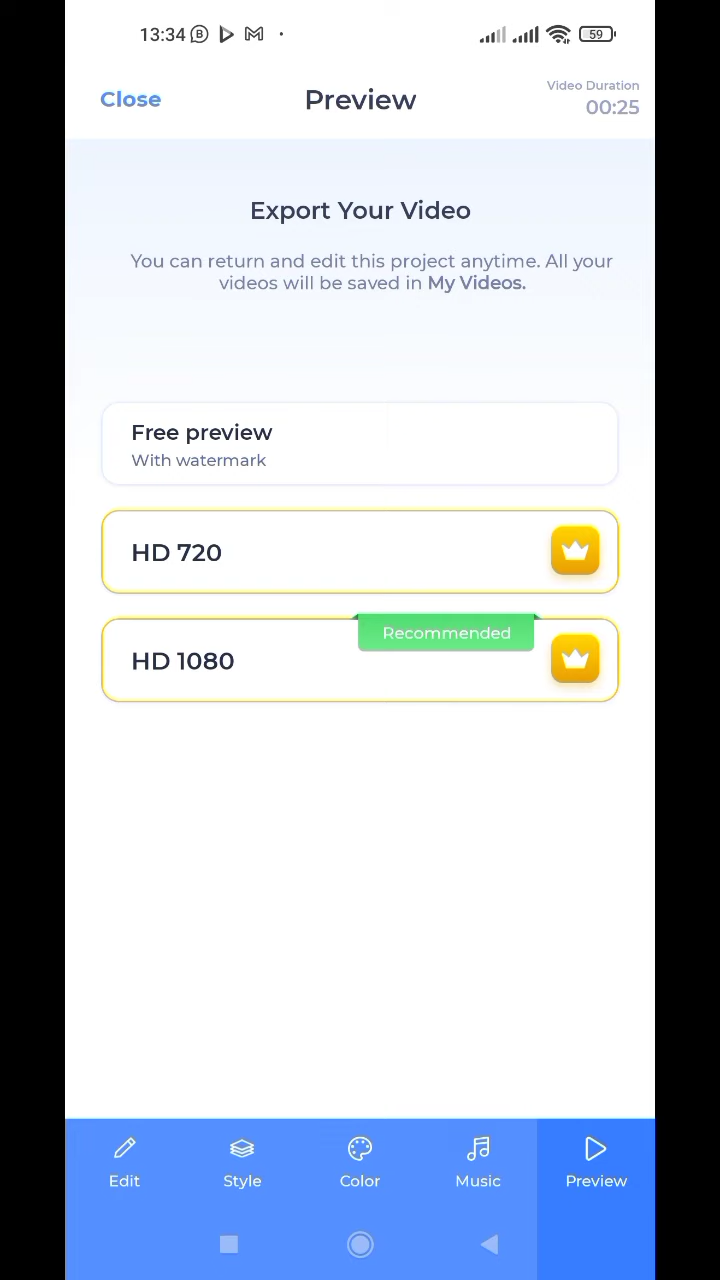 13:34
59
Close
Preview
Video Duration
00:25
Export Your Video
You can return and edit this project anytime. All your
videos will be saved in My Videos.
Free preview
With watermark
HD 720
Recommended
HD 1080
Edit
Style
Color
Music
Preview